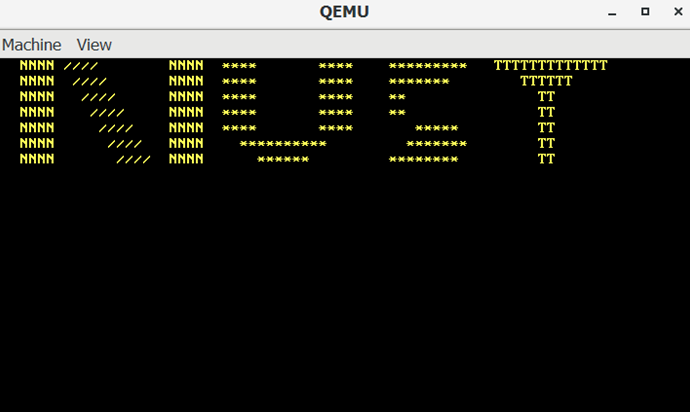 QEMU
Machine View
NNNN ////        NNNN  ****       ****    *********   TTTTTTTTTTTTT
NNNN  ////       NNNN  ****       ****    *******        TTTTTT
NNNN   ////      NNNN  ****       ****    **               TT
NNNN    ////     NNNN  ****       ****    **               TT
NNNN     ////    NNNN  ****       ****       *****         TT
NNNN      ////   NNNN    **********         *******        TT
NNNN       ////  NNNN      ******         ********         TT